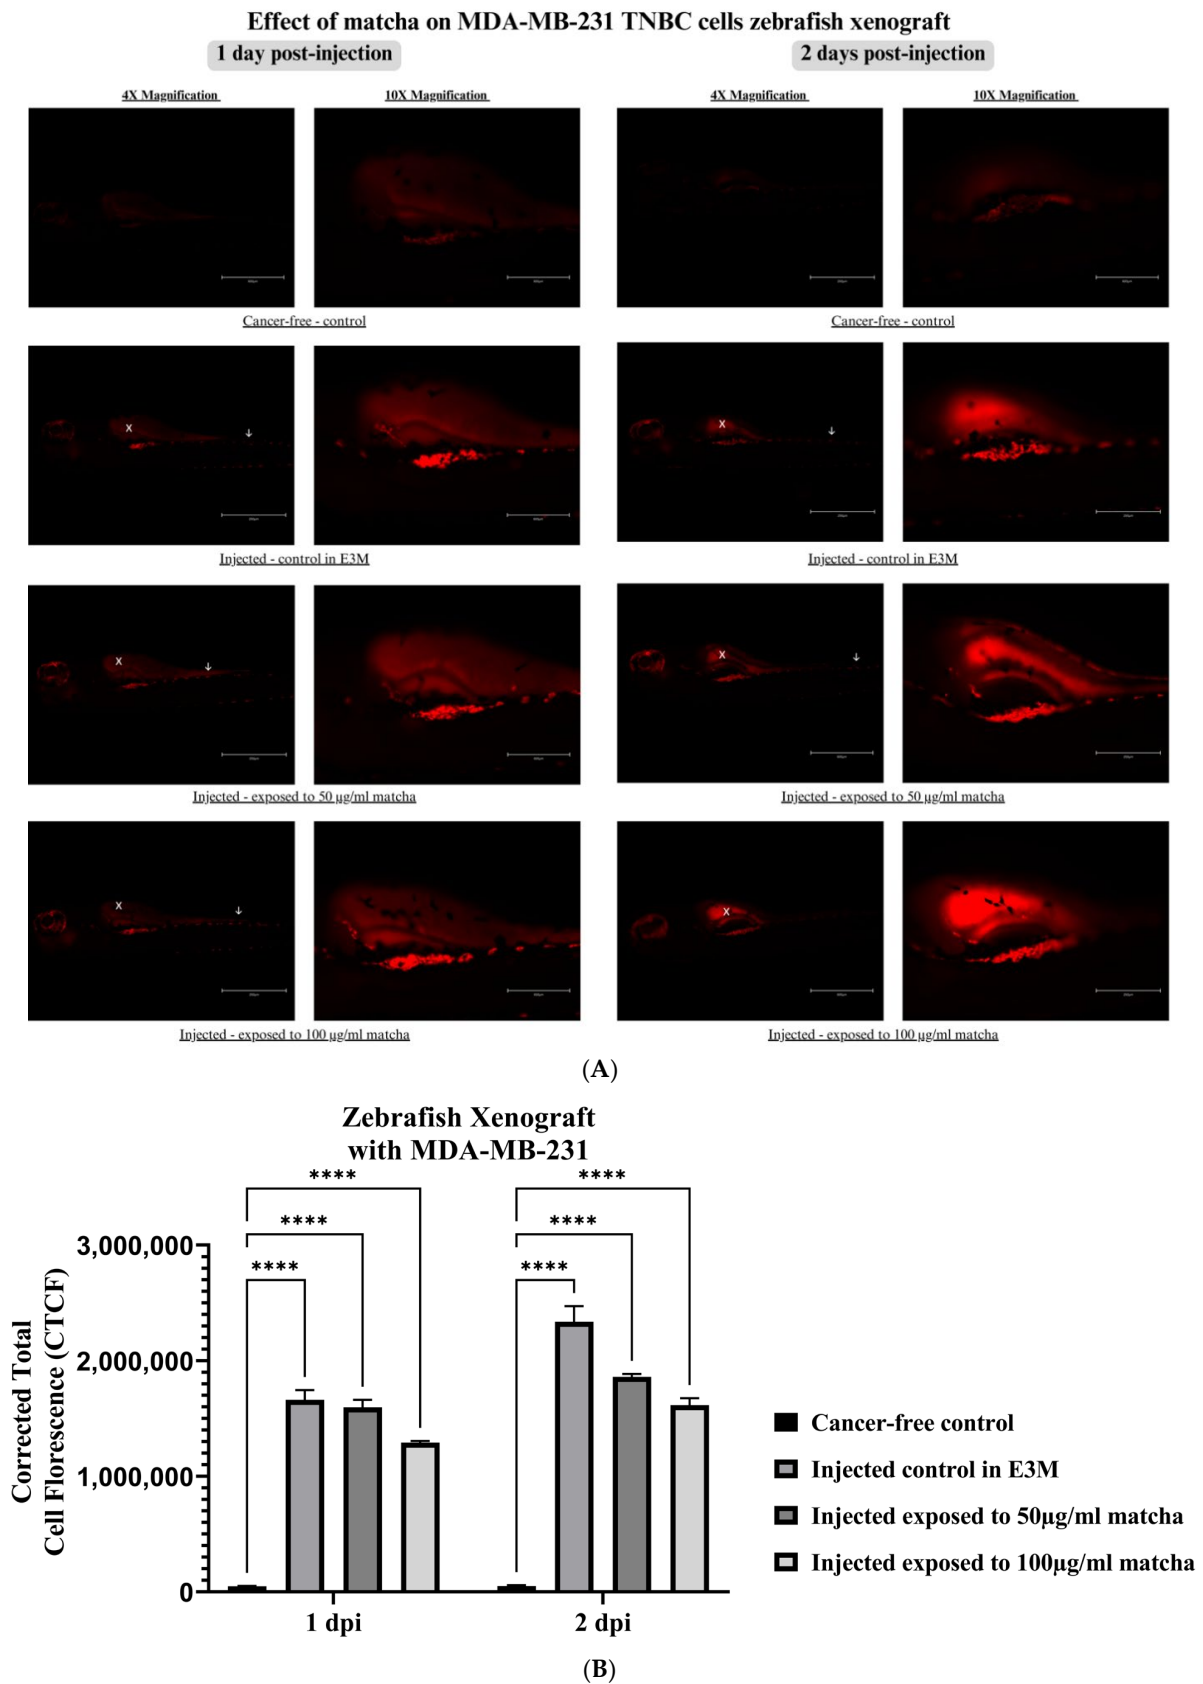 Effect of matcha on MDA-MB-231 TNBC cells zebrafish xenograft
1 day post-injection
2 days post-injection
4X Magnification
10X Magnification
4X Magnification
10X Magnification
Cancer-free - control
Cancer-free - control
X
X
Injected - control in E3M
Injected - control in E3M
X
X
Injected - exposed to 50 µg/ml matcha
Injected - exposed to 50 µg/ml matcha
X
X
Injected - exposed to 100 µg/ml matcha
Injected - exposed to 100 µg/ml matcha
(A)
Zebrafish Xenograft
with MDA-MB-231
****
****
****
****
****
****
3,000,000
2,000,000
1,000,000
0
Corrected Total
Cell Florescence (CTCF)
1 dpi
2 dpi
Cancer-free control
Injected control in E3M
Injected exposed to 50µg/ml matcha
Injected exposed to 100µg/ml matcha
(B)